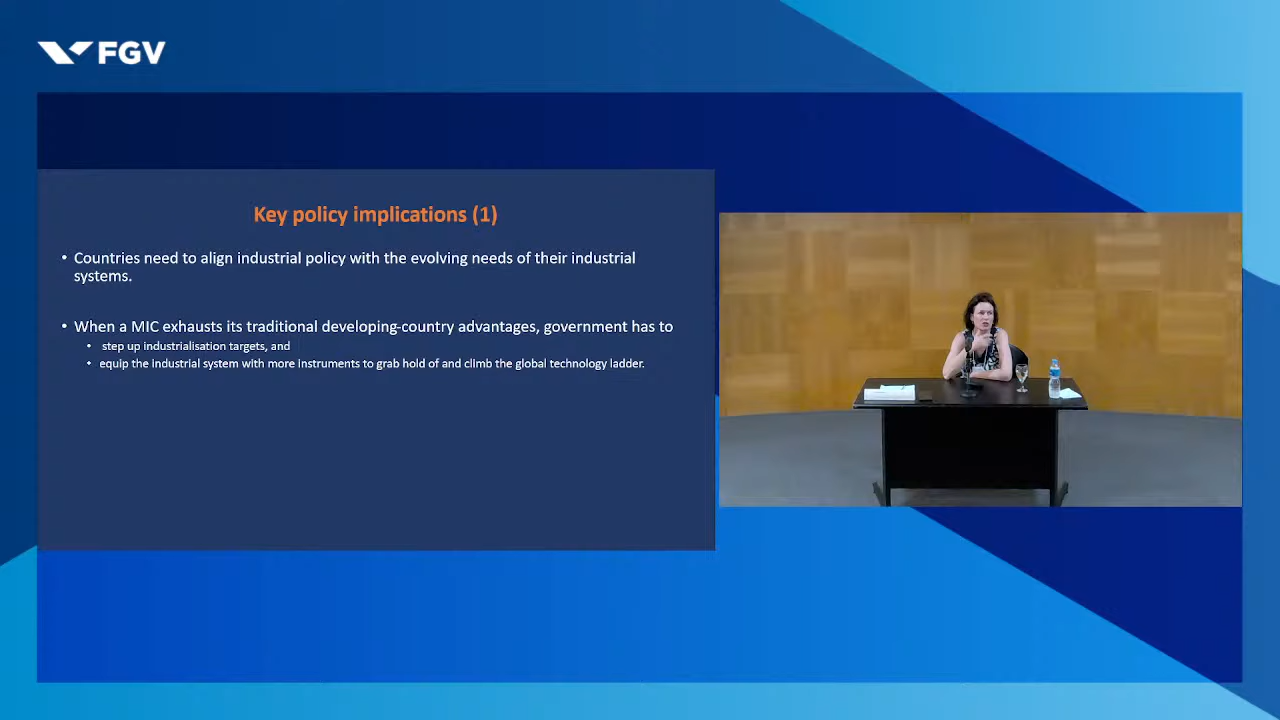 FGV
Key policy implications (1)
• Countries need to align industrial policy with the evolving needs of their industrial
systems.
• When a MIC exhausts its traditional developing-country advantages, government has to
• step up industrialisation targets, and
• equip the industrial system with more instruments to grab hold of and climb the global technology ladder.